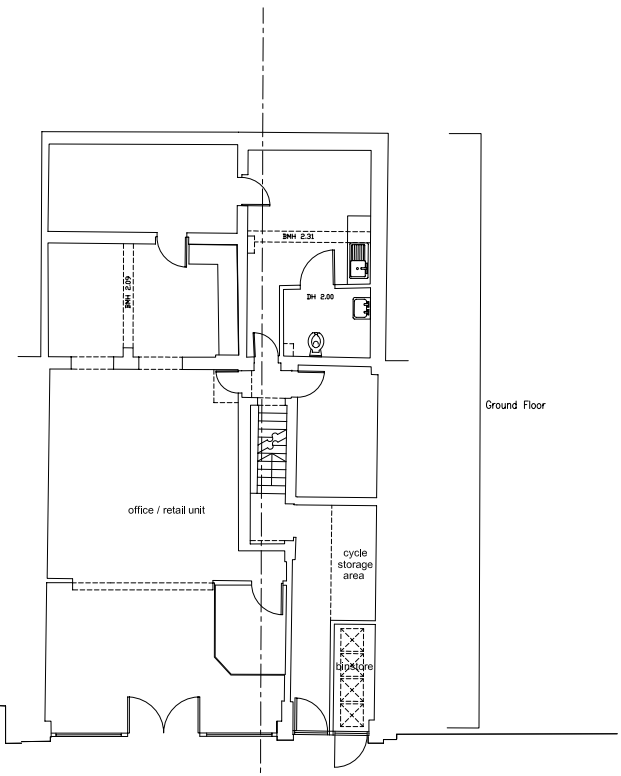 BMH 2.31
BMH 2.09
DH 2.00
Ground Floor
office / retail unit
cycle
storage
area
binstore